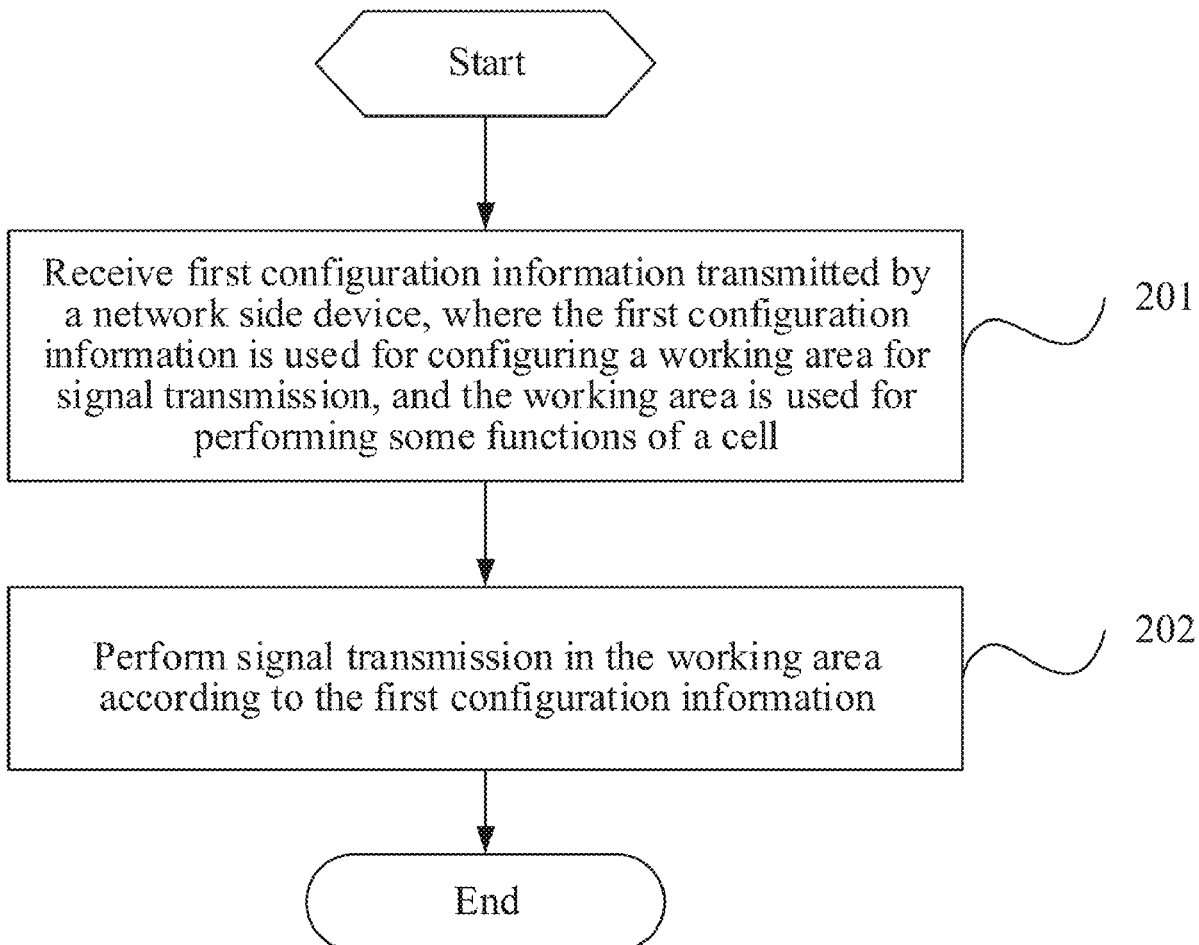 Start
Receive first configuration information transmitted by
a network side device, where the first configuration
information is used for configuring a working area for
signal transmission, and the working area is used for
performing some functions of a cell
201
Perform signal transmission in the working area
according to the first configuration information
202
End